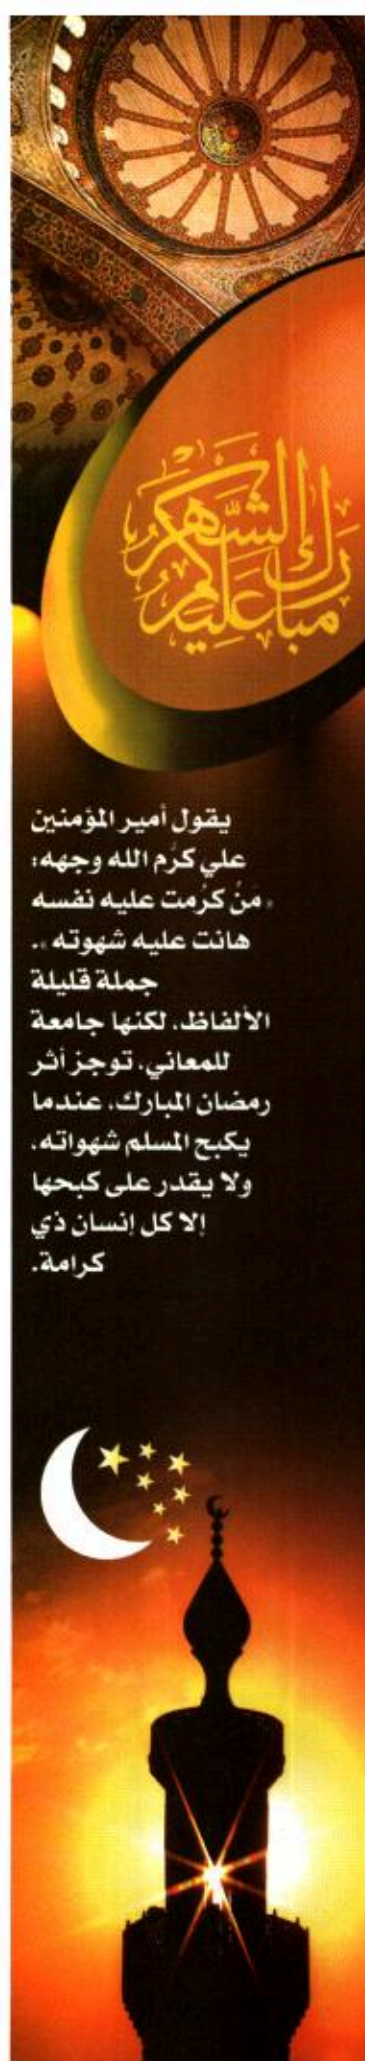 مبارك عليكم الشهر
يقول أمير المؤمنين
علي كرَّم الله وجهه:
«مَنْ كرُمت عليه نفسه
هانت عليه شهوته».
جملة قليلة
الألفاظ، لكنها جامعة
للمعاني، توجز أثر
رمضان المبارك، عندما
يكبح المسلم شهواته،
ولا يقدر على كبحها
إلا كل إنسان ذي
كرامة.